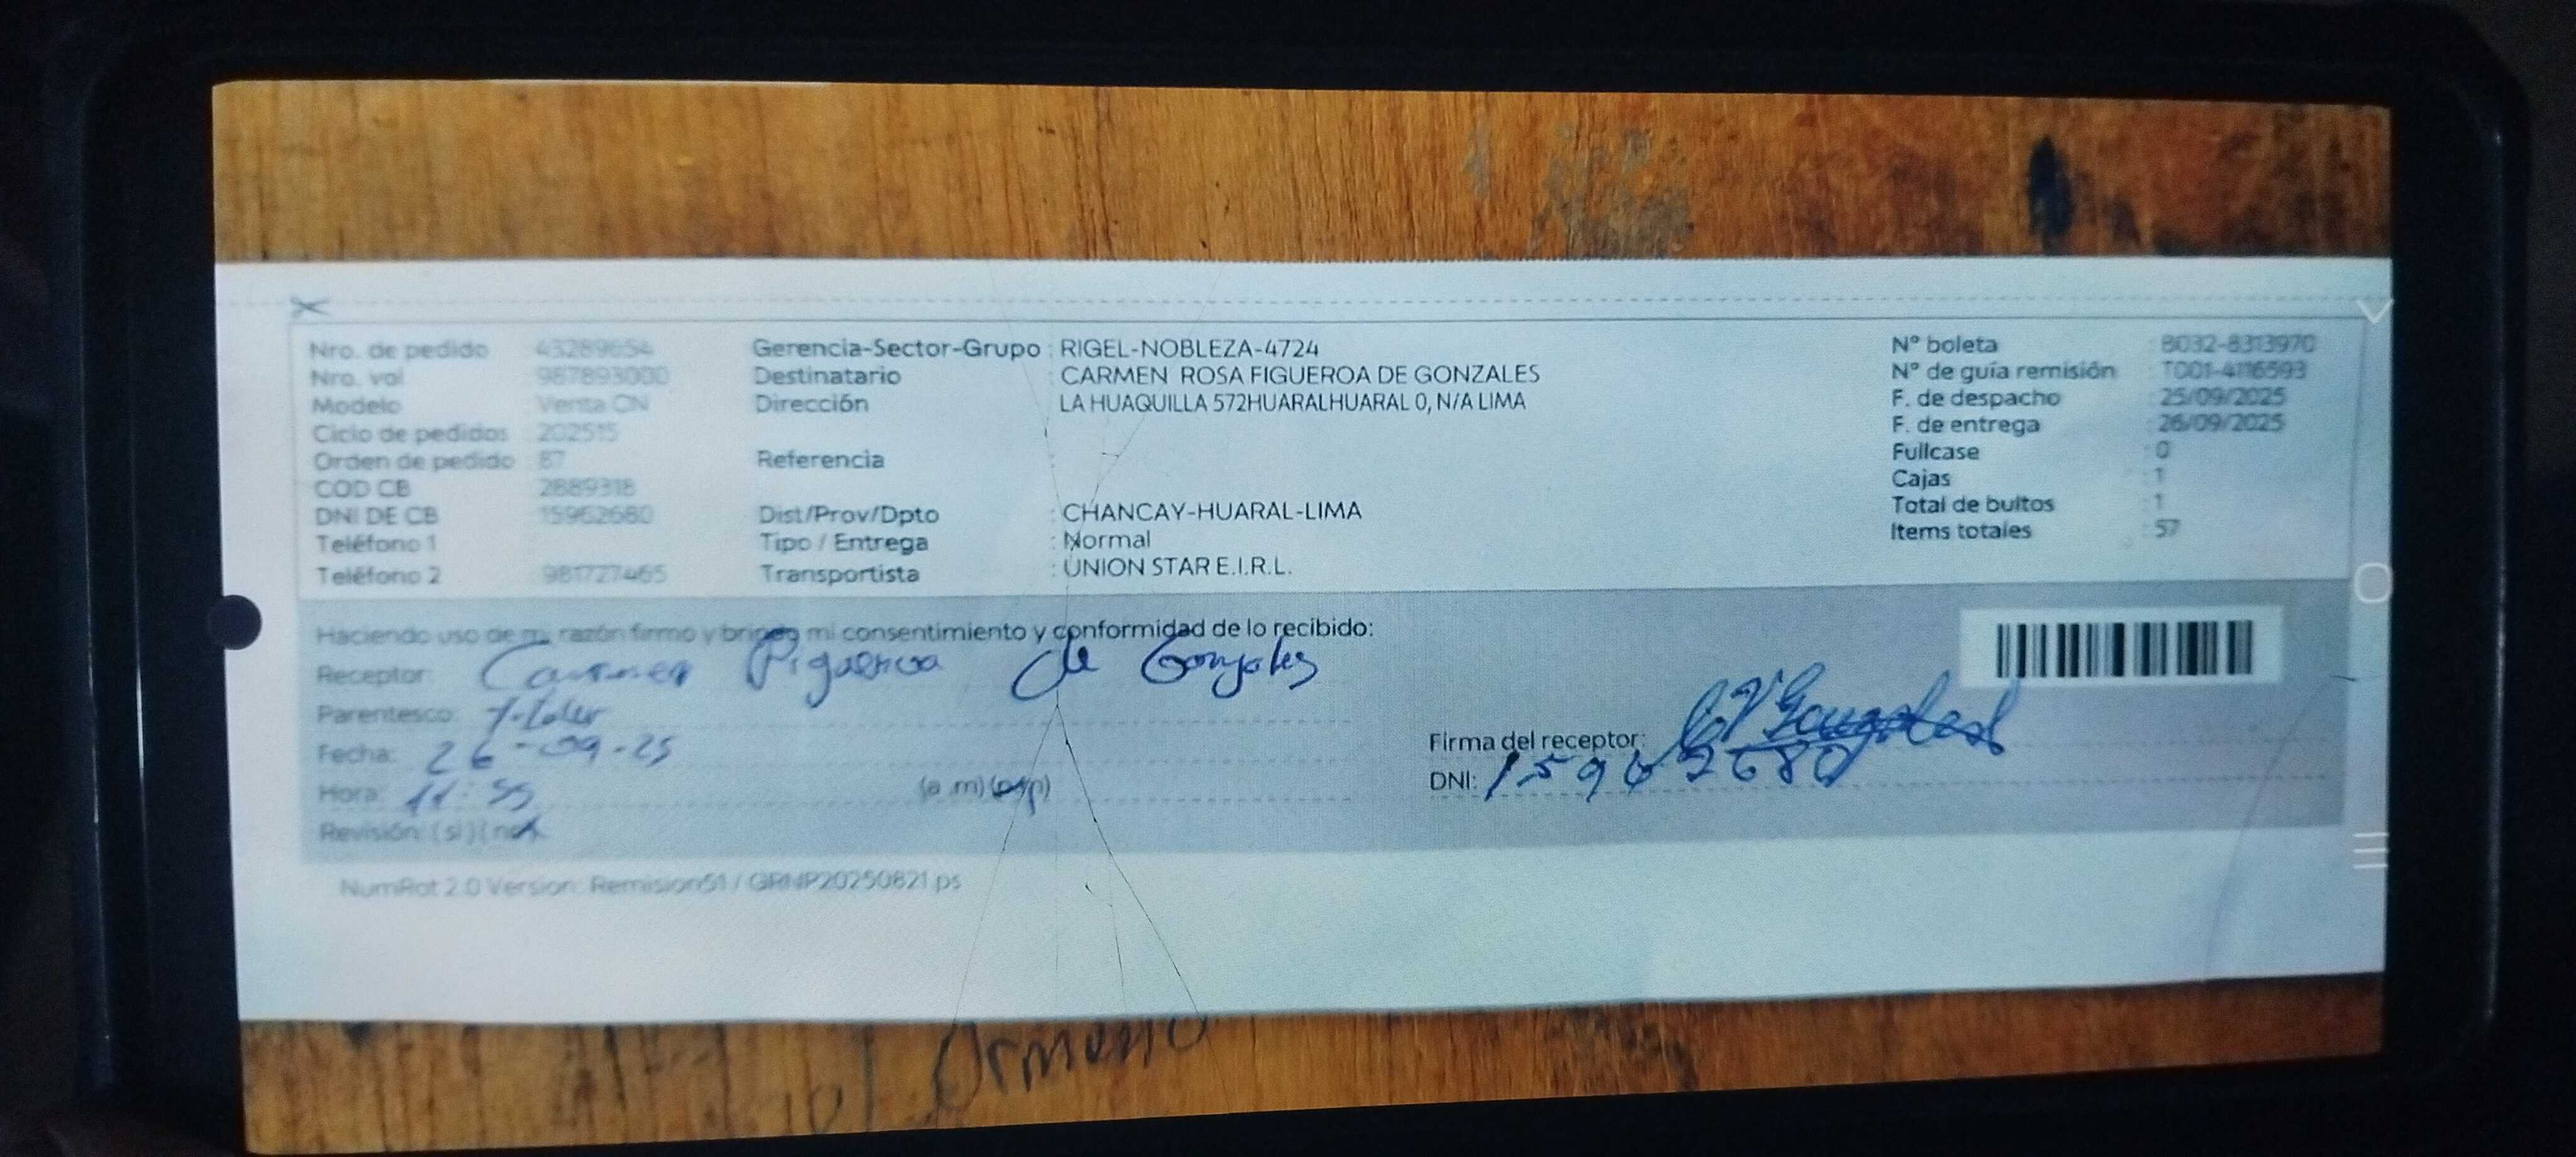 Nro. de pedido 43289654 Gerencia-Sector-Grupo : RIGEL-NOBLEZA-4724 N° boleta : B032-8313970
Nro. val 987893000 Destinatario : CARMEN ROSA FIGUEROA DE GONZALES N° de guía remisión : T001-4116593
Modelo Venta CN Dirección : LA HUAQUILLA 572HUARALHUARAL 0, N/A LIMA F. de despacho : 25/09/2025
Ciclo de pedidos 202515 F. de entrega : 26/09/2025
Orden de pedido 87 Referencia : Fullcase : 0
COD CB 2889318 Cajas : 1
DNI DE CB 15962680 Dist/Prov/Dpto : CHANCAY-HUARAL-LIMA Total de bultos : 1
Teléfono 1 Tipo / Entrega : Normal Items totales : 57
Teléfono 2 981727465 Transportista : UNION STAR E.I.R.L.
Haciendo uso de mi razón firmo y brindo mi consentimiento y conformidad de lo recibido:
Receptor: Carmen Figueroa de Gonzales
Parentesco: Titular
Fecha: 26-09-25
Firma del receptor:
Hora: 11:55 (a.m)
DNI: 15962680
Revisión: (si)(no)
NumRot 2.0 Version: Remision51 / GRMP20250821.ps
Ormeño